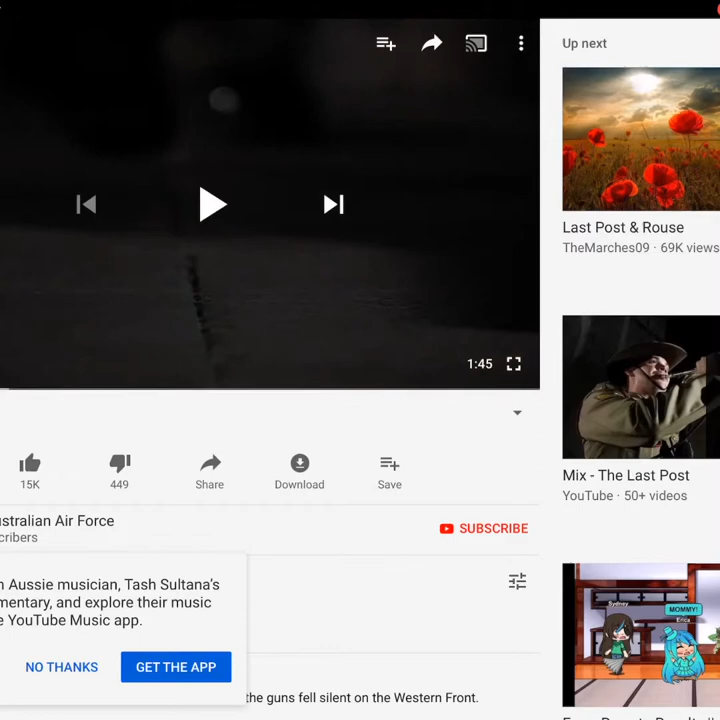 Up next
Last Post & Rouse
TheMarches09 · 69K views
1:45
Mix - The Last Post
YouTube · 50+ videos
15K
449
Share
Download
Save
ustralian Air Force
cribers
SUBSCRIBE
n Aussie musician, Tash Sultana's
mentary, and explore their music
e YouTube Music app.
NO THANKS
GET THE APP
the guns fell silent on the Western Front.
Sydney
MOMMY!
Erica